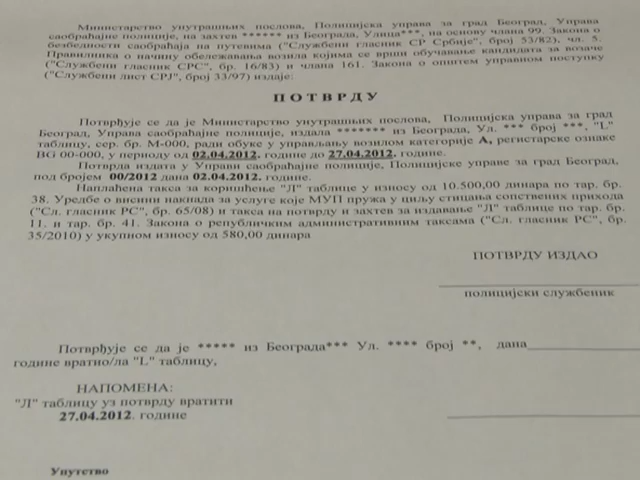 Министарство унутрашњих послова, Полицијска управа за град Београд, Управа
саобраћајне полиције, на захтев ****** из Београда, Улица***, на основу члана 99. Закона о
безбедности саобраћаја на путевима ("Службени гласник СР Србије", број 53/82), чл. 5.
Правилника о начину обележавања возила којима се врши обучавање кандидата за возаче
("Службени гласник СРС", бр. 16/83) и члана 161. Закона о општем управном поступку
("Службени лист СРЈ", број 33/97) издаје:
ПОТВРДУ
Потврђује се да је Министарство унутрашњих послова, Полицијска управа за град
Београд, Управа саобраћајне полиције, издала ******* из Београда, Ул. *** број ***, "L"
таблицу, сер. бр. М-000, ради обуке у управљању возилом категорије А, регистарске ознаке
BG 00-000, у периоду од 02.04.2012. године до 27.04.2012. године.
Потврда издата у Управи саобраћајне полиције, Полицијске управе за град Београд,
под бројем 00/2012 дана 02.04.2012. године.
Наплаћена такса за коришћење "Л" таблице у износу од 10.500,00 динара по тар. бр.
38. Уредбе о висини накнада за услуге које МУП пружа у циљу стицања сопствених прихода
("Сл. гласник РС", бр. 65/08) и такса на потврду и захтев за издавање "Л" таблице по тар. бр.
11. и тар. бр. 41. Закона о републичким административним таксама ("Сл. гласник РС", бр.
35/2010) у укупном износу од 580,00 динара
ПОТВРДУ ИЗДАО
полицијски службеник
Потврђује се да је ***** из Београда*** Ул. **** број **, дана
године вратио/ла "L" таблицу,
НАПОМЕНА:
"Л" таблицу уз потврду вратити
27.04.2012. године
Упутство